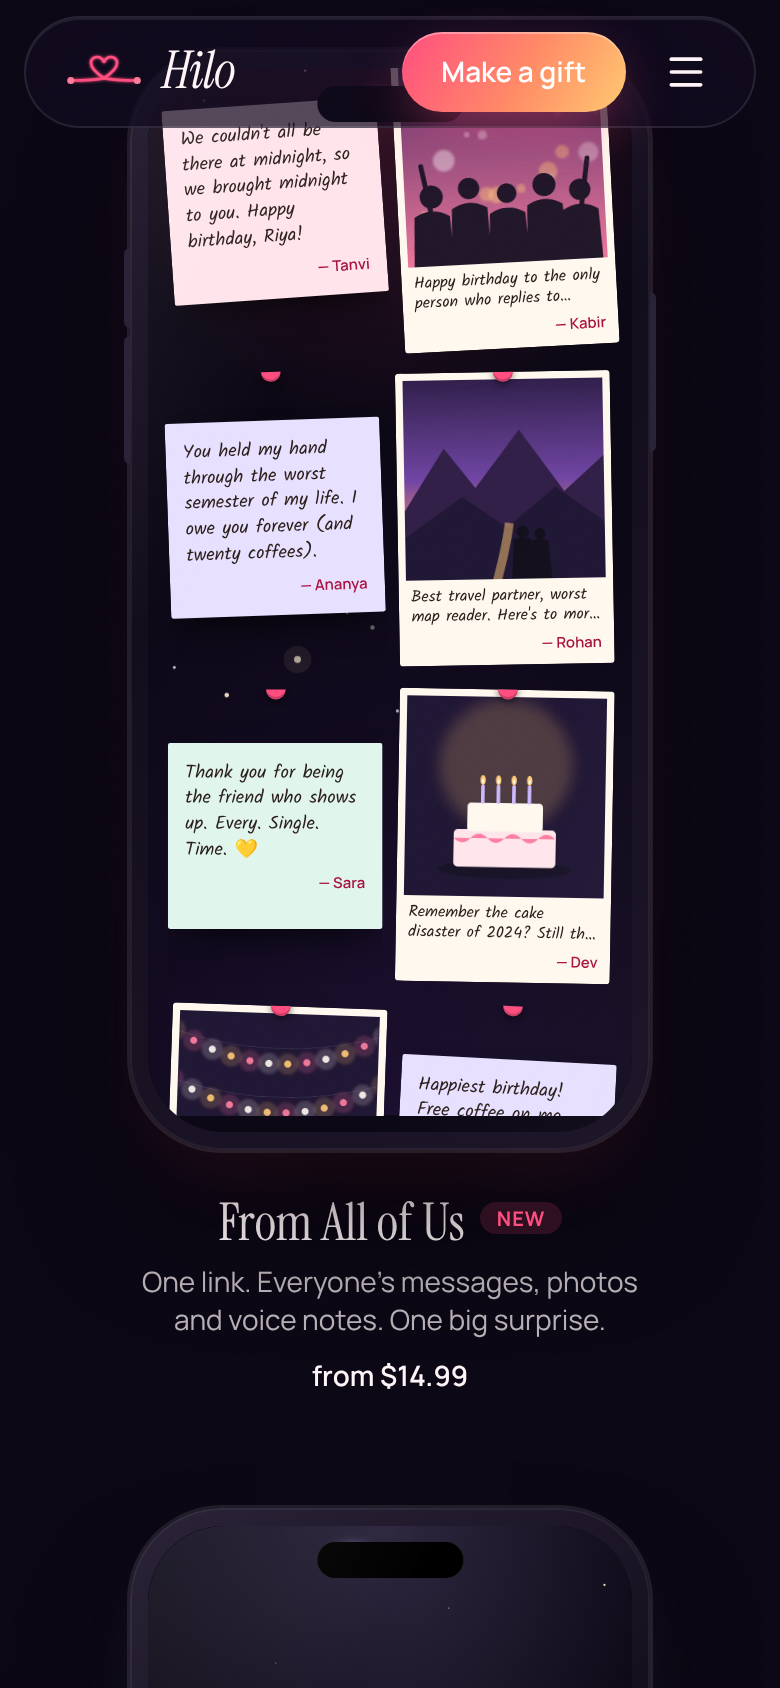 Hilo
Make a gift
We couldn't all be
there at midnight, so
we brought midnight
to you. Happy
birthday, Riya!
— Tanvi
Happy birthday to the only
person who replies to...
— Kabir
You held my hand
through the worst
semester of my life. I
owe you forever (and
twenty coffees).
— Ananya
Best travel partner, worst
map reader. Here's to mor...
— Rohan
Thank you for being
the friend who shows
up. Every. Single.
Time. 💛
— Sara
Remember the cake
disaster of 2024? Still th...
— Dev
Happiest birthday!
Free coffee on me
From All of Us NEW
One link. Everyone’s messages, photos
and voice notes. One big surprise.
from $14.99